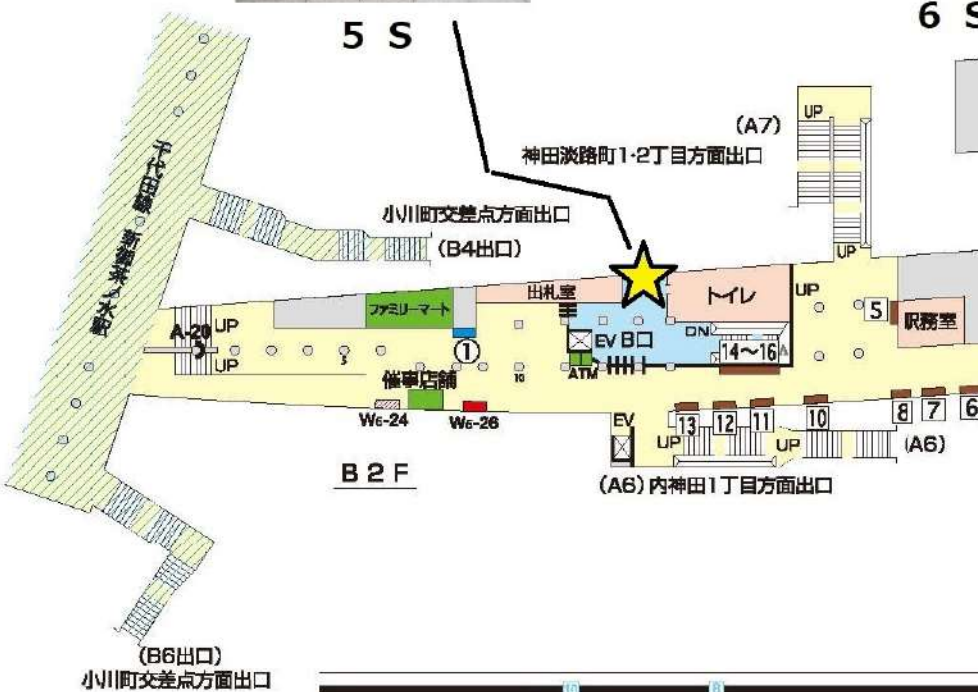 5 S
6 S
UP
(A7)
神田淡路町1・2丁目方面出口
千代田線 新御茶ノ水駅
小川町交差点方面出口
(B4出口)
UP
出札室
トイレ
UP
ファミリーマート
5
駅務室
A-20
UP
EV B口
DN
①
14～16
UP
5
10
ATM
催事店舗
W6-24
W6-26
EV
13
12
11
10
8
7
6
UP
UP
(A6)
B2F
(A6)内神田1丁目方面出口
(B6出口)
小川町交差点方面出口
10
8